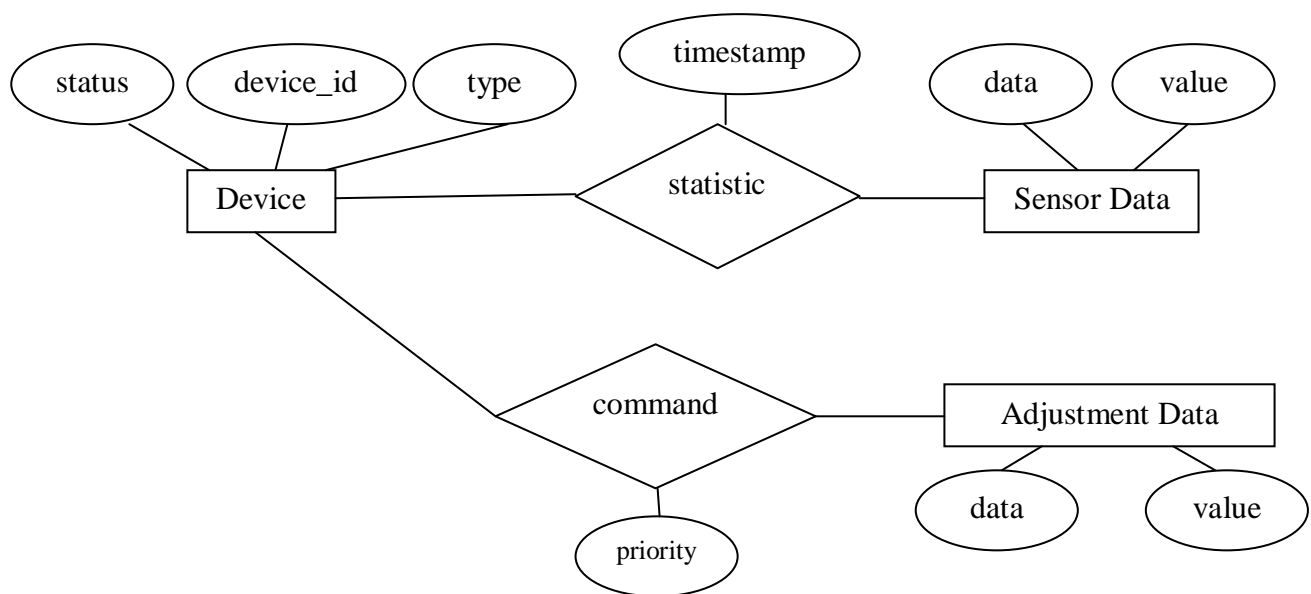 timestamp
status
device_id
type
data
value
statistic
Device
Sensor Data
command
Adjustment Data
data
value
priority